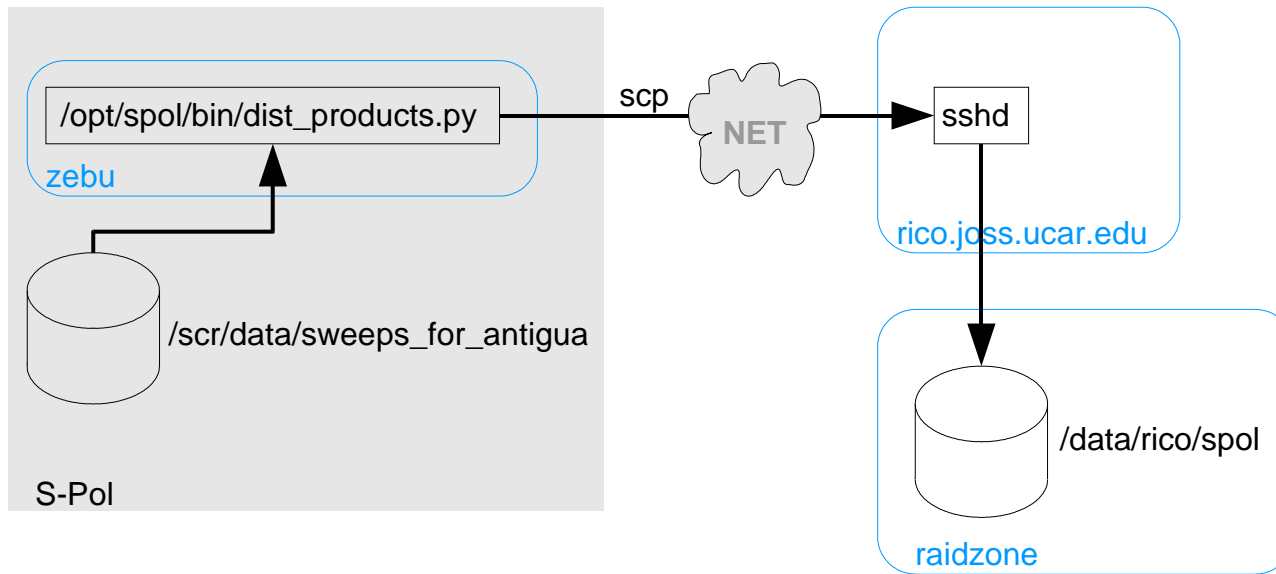 /opt/spol/bin/dist_products.py
zebu
/scr/data/sweeps_for_antigua
S-Pol
scp
NET
sshd
rico.joss.ucar.edu
/data/rico/spol
raidzone